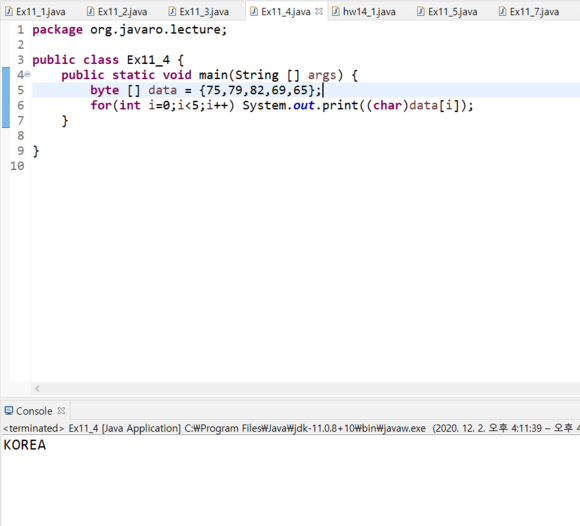 Ex11_1.java Ex11_2.java Ex11_3.java Ex11_4.java hw14_1.java Ex11_5.java Ex11_7.java
1 package org.javaro.lecture;
2
3 public class Ex11_4 {
4 public static void main(String [] args) {
5 byte [] data = {75,79,82,69,65};
6 for(int i=0;i<5;i++) System.out.print((char)data[i]);
7 }
8
9 }
10
Console
<terminated> Ex11_4 [Java Application] C:₩Program Files₩Java₩jdk-11.0.8+10₩bin₩javaw.exe (2020. 12. 2. 오후 4:11:39 – 오후
KOREA